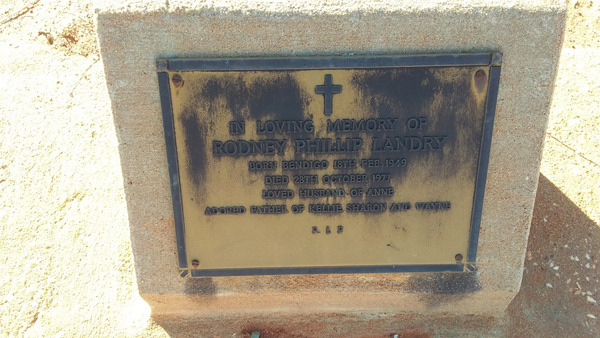 IN LOVING MEMORY OF
RODNEY PHILLIP LANDRY
BORN BENDIGO 18TH FEB 1949
DIED 28TH OCTOBER 1977
LOVED HUSBAND OF ANNE
ADORED FATHER OF KELLIE, SHARON AND WAYNE
R. I. P